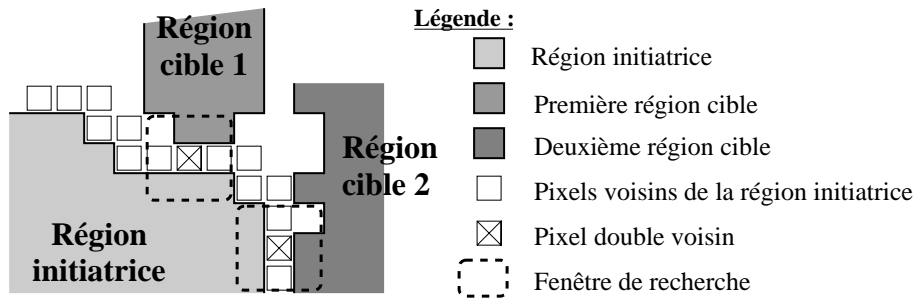 Région
cible 1
Région
cible 2
Région
initiatrice
Légende :
Région initiatrice
Première région cible
Deuxième région cible
Pixels voisins de la région initiatrice
Pixel double voisin
Fenêtre de recherche